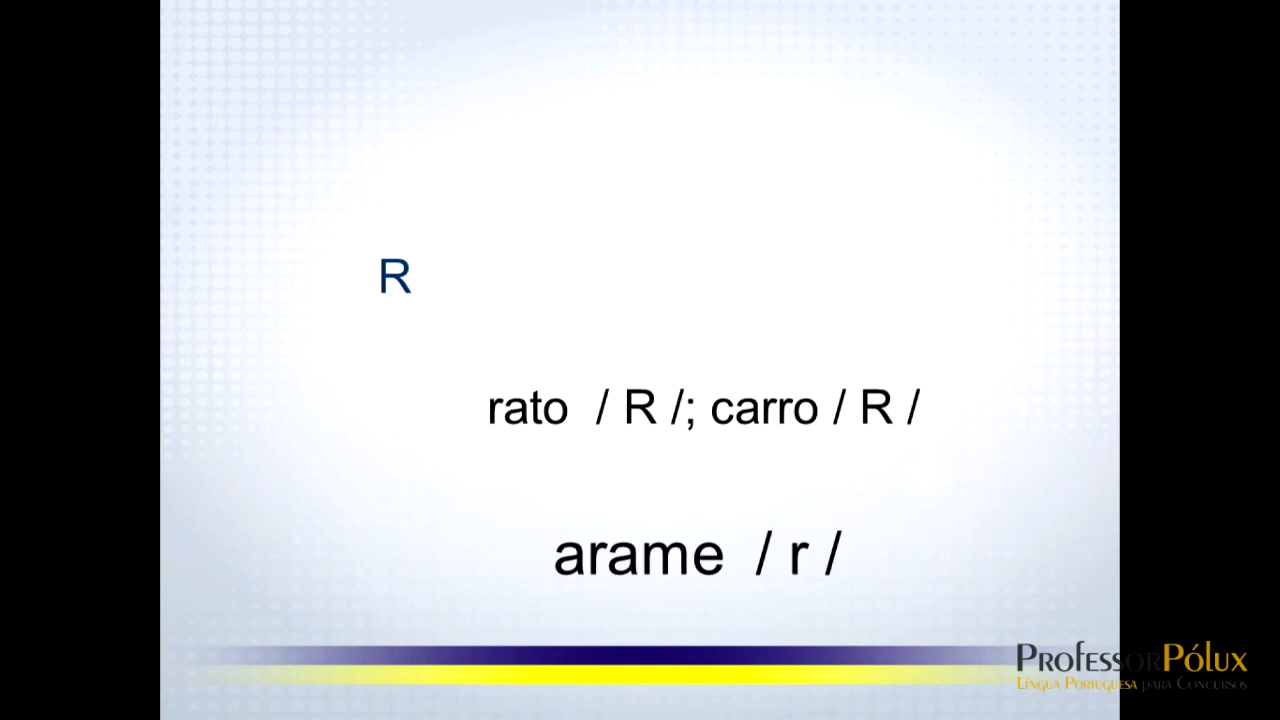 R
rato / R /; carro / R /
arame / r /
ProfessorPólux
Língua Portuguesa para Concursos